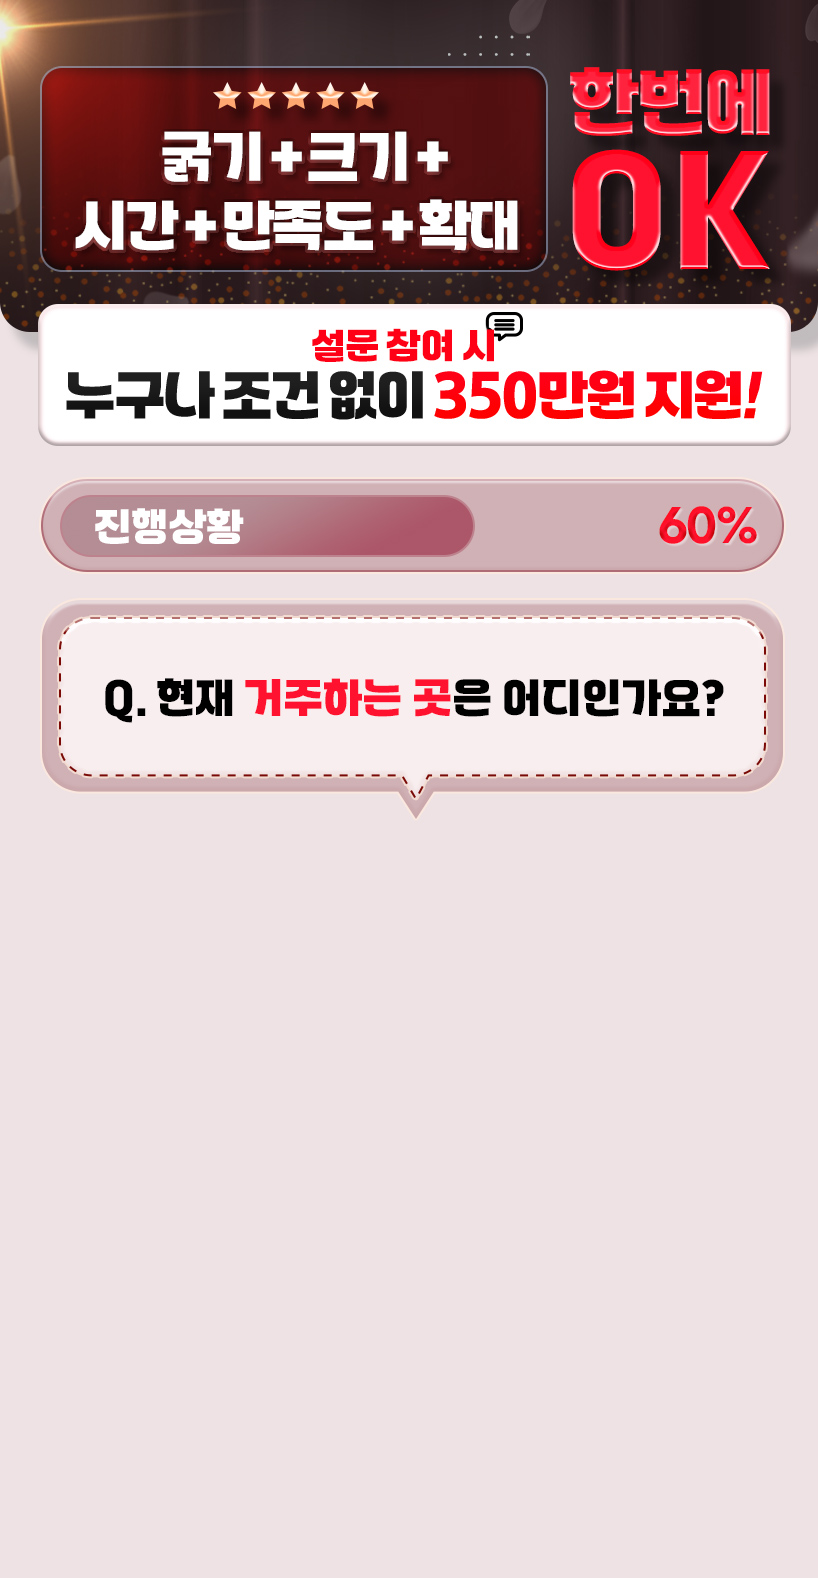 굵기+크기+
시간+만족도+확대
한번에
OK
설문 참여 시
누구나 조건 없이 350만원 지원!
진행상황 60%
Q. 현재 거주하는 곳은 어디인가요?